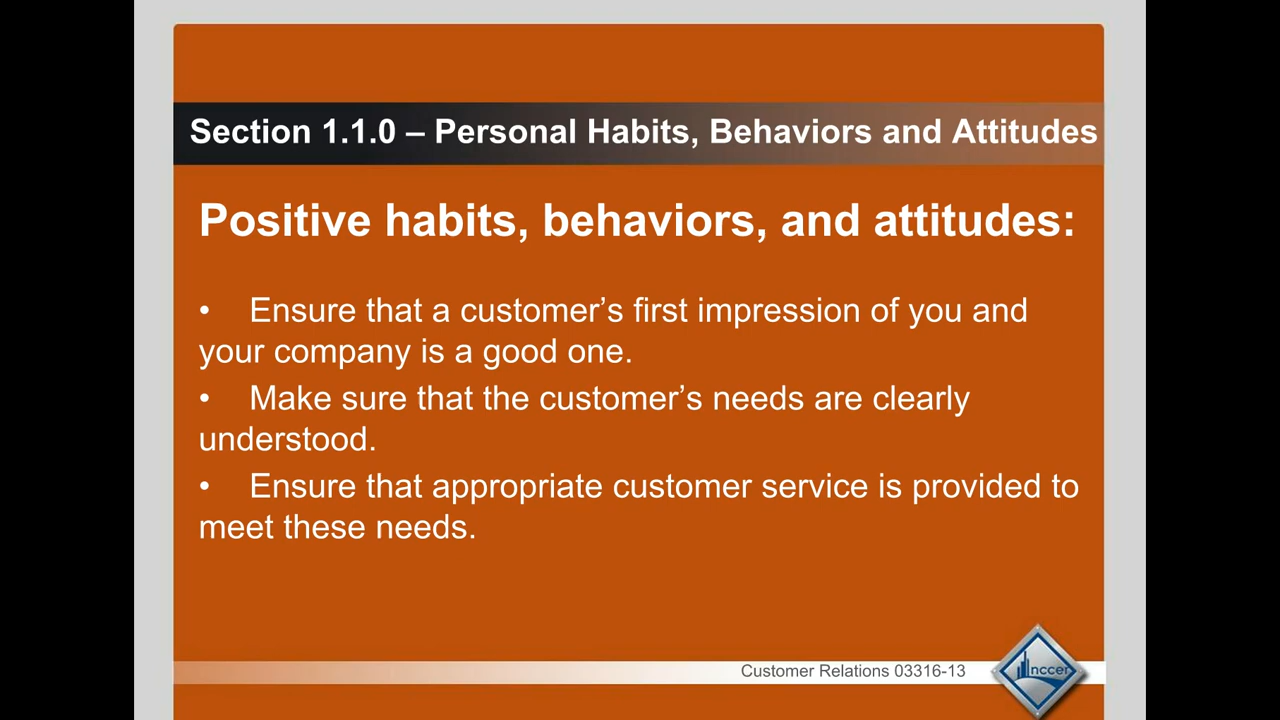 Section 1.1.0 – Personal Habits, Behaviors and Attitudes
Positive habits, behaviors, and attitudes:
• Ensure that a customer’s first impression of you and
your company is a good one.
• Make sure that the customer’s needs are clearly
understood.
• Ensure that appropriate customer service is provided to
meet these needs.
Customer Relations 03316-13
nccer